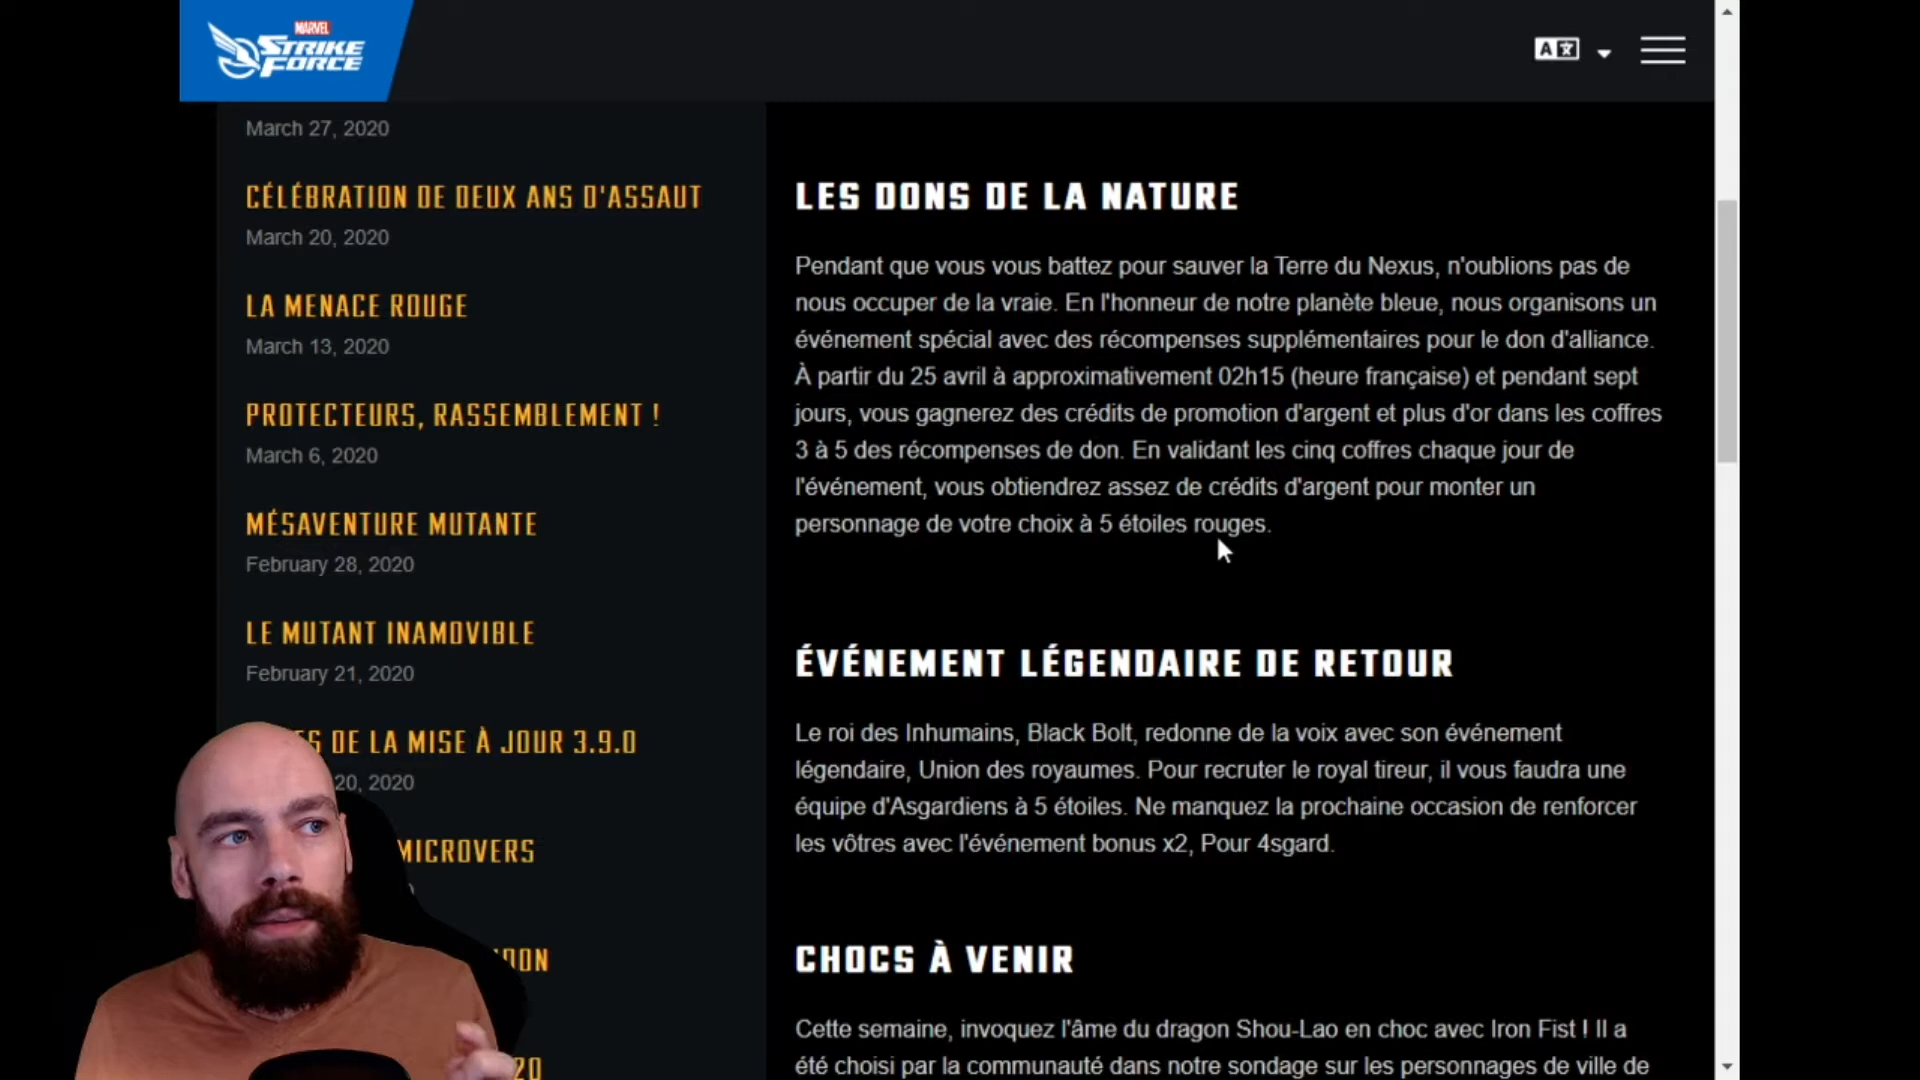 MARVEL
STRIKE
FORCE
March 27, 2020
CÉLÉBRATION DE DEUX ANS D'ASSAUT
March 20, 2020
LA MENACE ROUGE
March 13, 2020
PROTECTEURS, RASSEMBLEMENT !
March 6, 2020
MÉSAVENTURE MUTANTE
February 28, 2020
LE MUTANT INAMOVIBLE
February 21, 2020
DE LA MISE À JOUR 3.9.0
20, 2020
MICROVERS
20
LES DONS DE LA NATURE
Pendant que vous vous battez pour sauver la Terre du Nexus, n'oublions pas de
nous occuper de la vraie. En l'honneur de notre planète bleue, nous organisons un
événement spécial avec des récompenses supplémentaires pour le don d'alliance.
À partir du 25 avril à approximativement 02h15 (heure française) et pendant sept
jours, vous gagnerez des crédits de promotion d'argent et plus d'or dans les coffres
3 à 5 des récompenses de don. En validant les cinq coffres chaque jour de
l'événement, vous obtiendrez assez de crédits d'argent pour monter un
personnage de votre choix à 5 étoiles rouges.
ÉVÉNEMENT LÉGENDAIRE DE RETOUR
Le roi des Inhumains, Black Bolt, redonne de la voix avec son événement
légendaire, Union des royaumes. Pour recruter le royal tireur, il vous faudra une
équipe d'Asgardiens à 5 étoiles. Ne manquez la prochaine occasion de renforcer
les vôtres avec l'événement bonus x2, Pour 4sgard.
CHOCS À VENIR
Cette semaine, invoquez l'âme du dragon Shou-Lao en choc avec Iron Fist ! Il a
été choisi par la communauté dans notre sondage sur les personnages de ville de